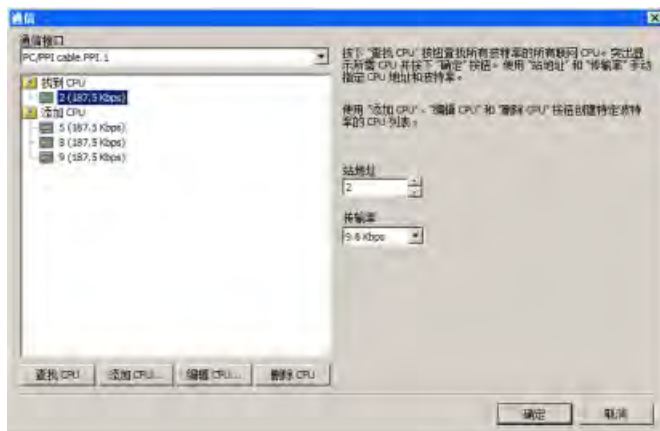 通信
通信接口
PC/PPI cable.PPI.1
找到 CPU
2 (187.5 Kbps)
添加 CPU
5 (187.5 Kbps)
8 (187.5 Kbps)
9 (187.5 Kbps)
按下"查找 CPU"按钮查找所有波特率的所有联网 CPU。突出显
示所需 CPU 并按下"确定"按钮。使用"站地址"和"传输率"手动
指定 CPU 地址和波特率。
使用"添加 CPU"、"编辑 CPU"和"删除 CPU"按钮创建特定波特
率的 CPU 列表。
站地址
2
传输率
9.6 Kbps
查找 CPU
添加 CPU...
编辑 CPU...
删除 CPU
确定
取消